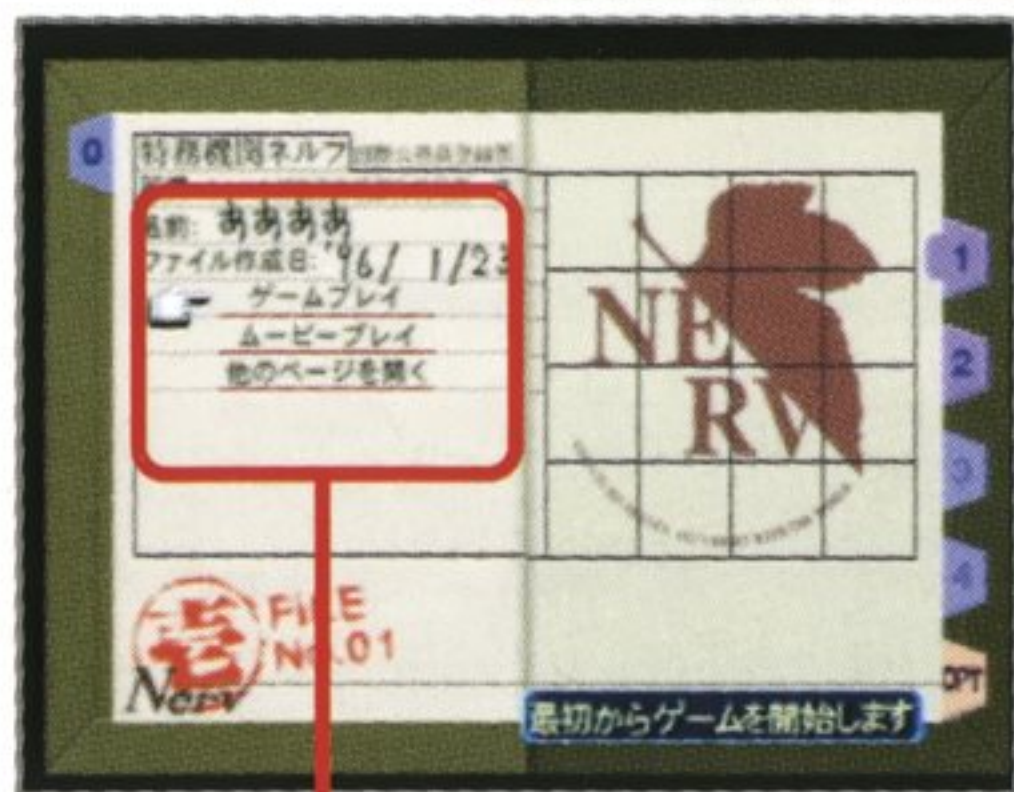 0
特務機関ネルフ
名前: ああああ
ファイル作成日: '96/ 1/23
ゲームプレイ
ムービープレイ
他のページを開く
NERV
1
2
3
4
OPT
壱
FILE
No.01
Nerv
最初からゲームを開始します